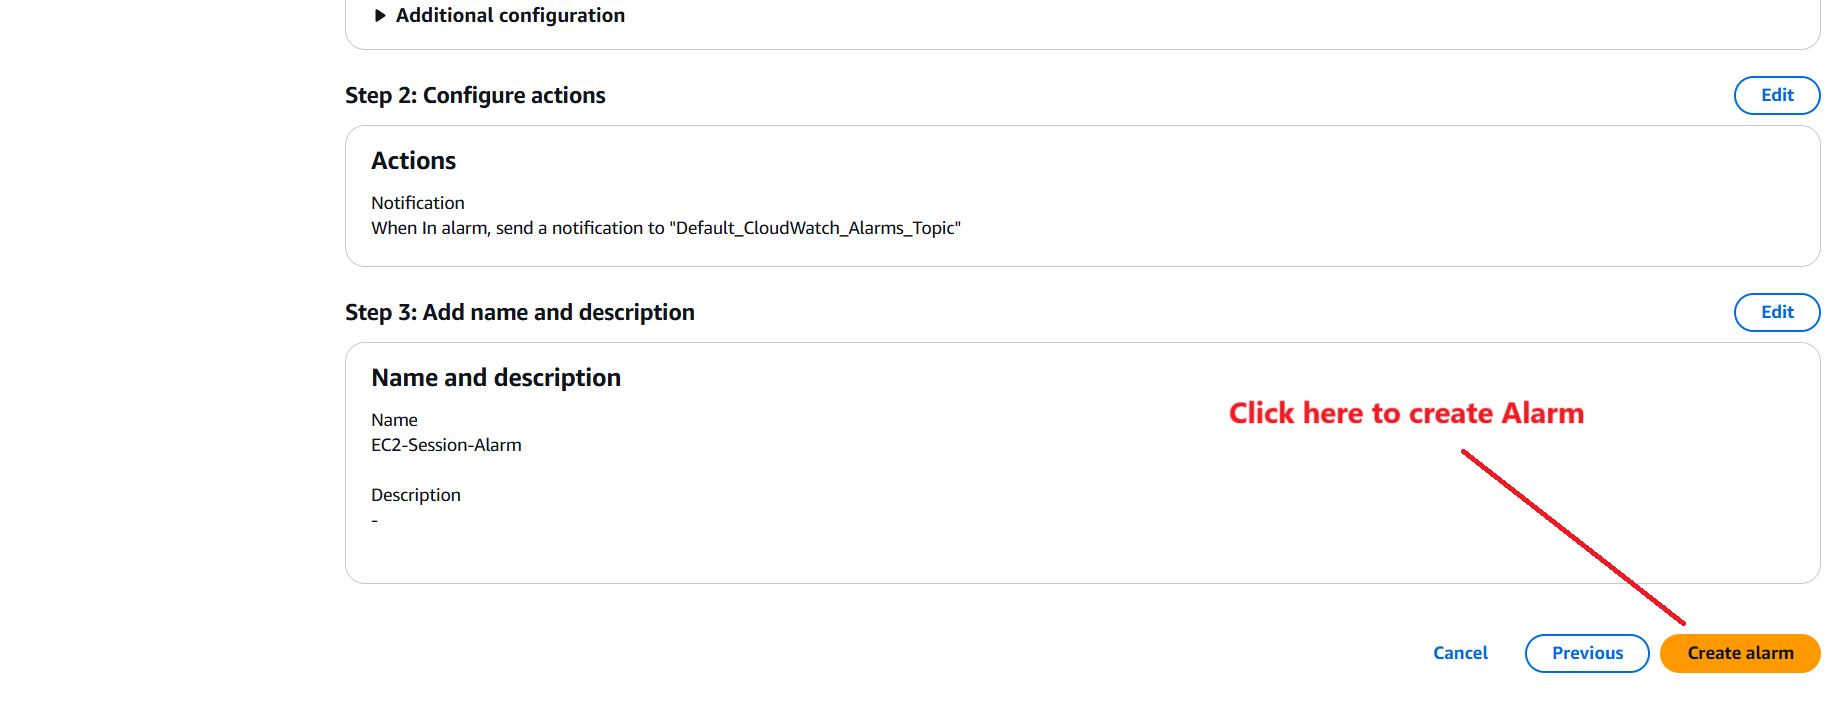 Additional configuration
Step 2: Configure actions
Edit
Actions
Notification
When In alarm, send a notification to "Default_CloudWatch_Alarms_Topic"
Step 3: Add name and description
Edit
Name and description
Name
Click here to create Alarm
EC2-Session-Alarm
Description
-
Cancel
Previous
Create alarm